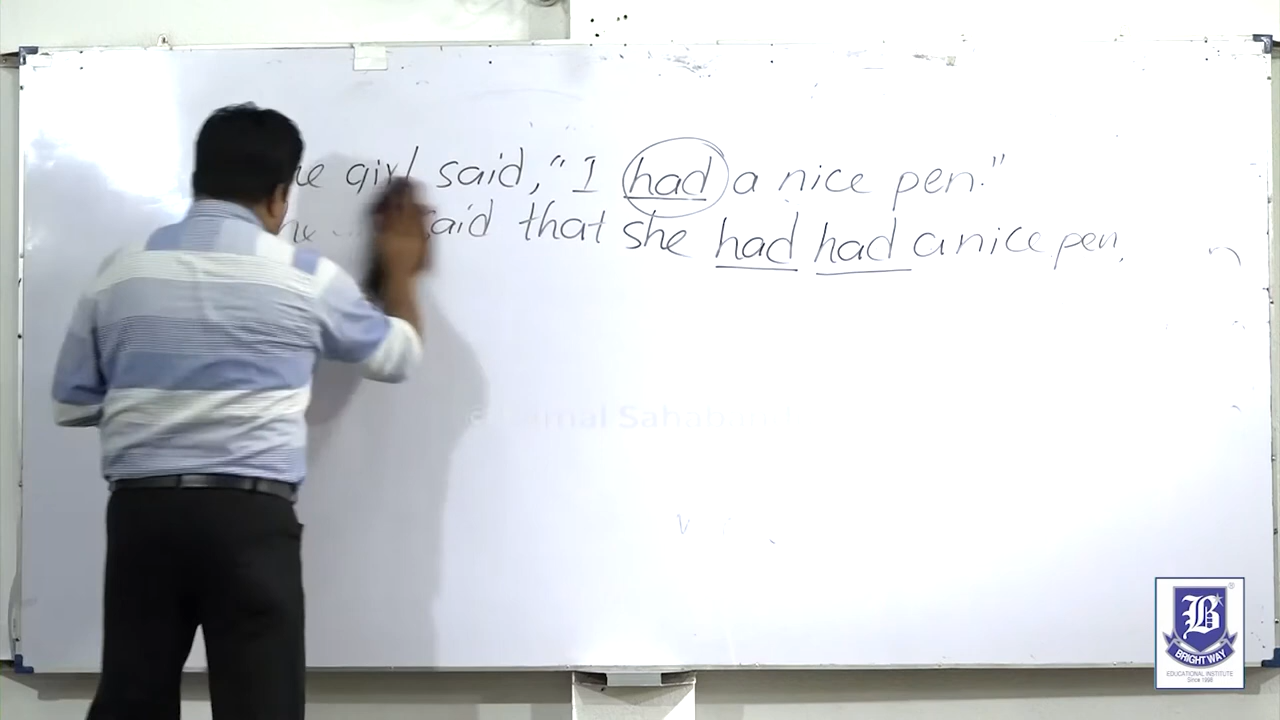 girl said, "I had a nice pen."
said that she had had a nice pen.
B
BRIGHT WAY
EDUCATIONAL INSTITUTE
Since 1998